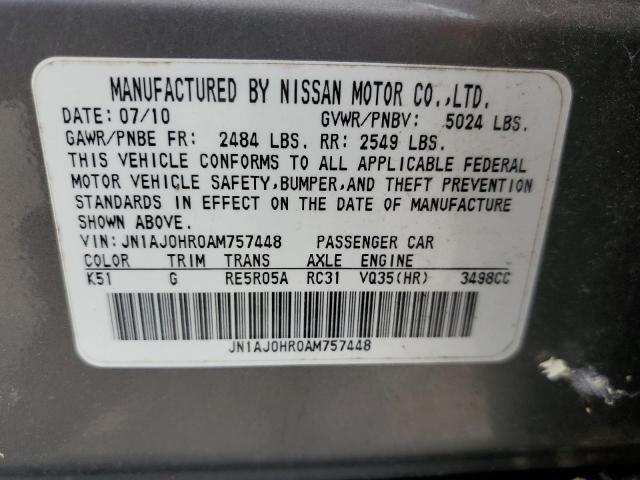 MANUFACTURED BY NISSAN MOTOR CO.,LTD.
DATE: 07/10 GVWR/PNBV: 5024 LBS.
GAWR/PNBE FR: 2484 LBS. RR: 2549 LBS.
THIS VEHICLE CONFORMS TO ALL APPLICABLE FEDERAL
MOTOR VEHICLE SAFETY,BUMPER,AND THEFT PREVENTION
STANDARDS IN EFFECT ON THE DATE OF MANUFACTURE
SHOWN ABOVE.
VIN: JN1AJ0HR0AM757448 PASSENGER CAR
COLOR TRIM TRANS AXLE ENGINE
K51 G RE5R05A RC31 VQ35(HR) 3498CC
JN1AJ0HR0AM757448